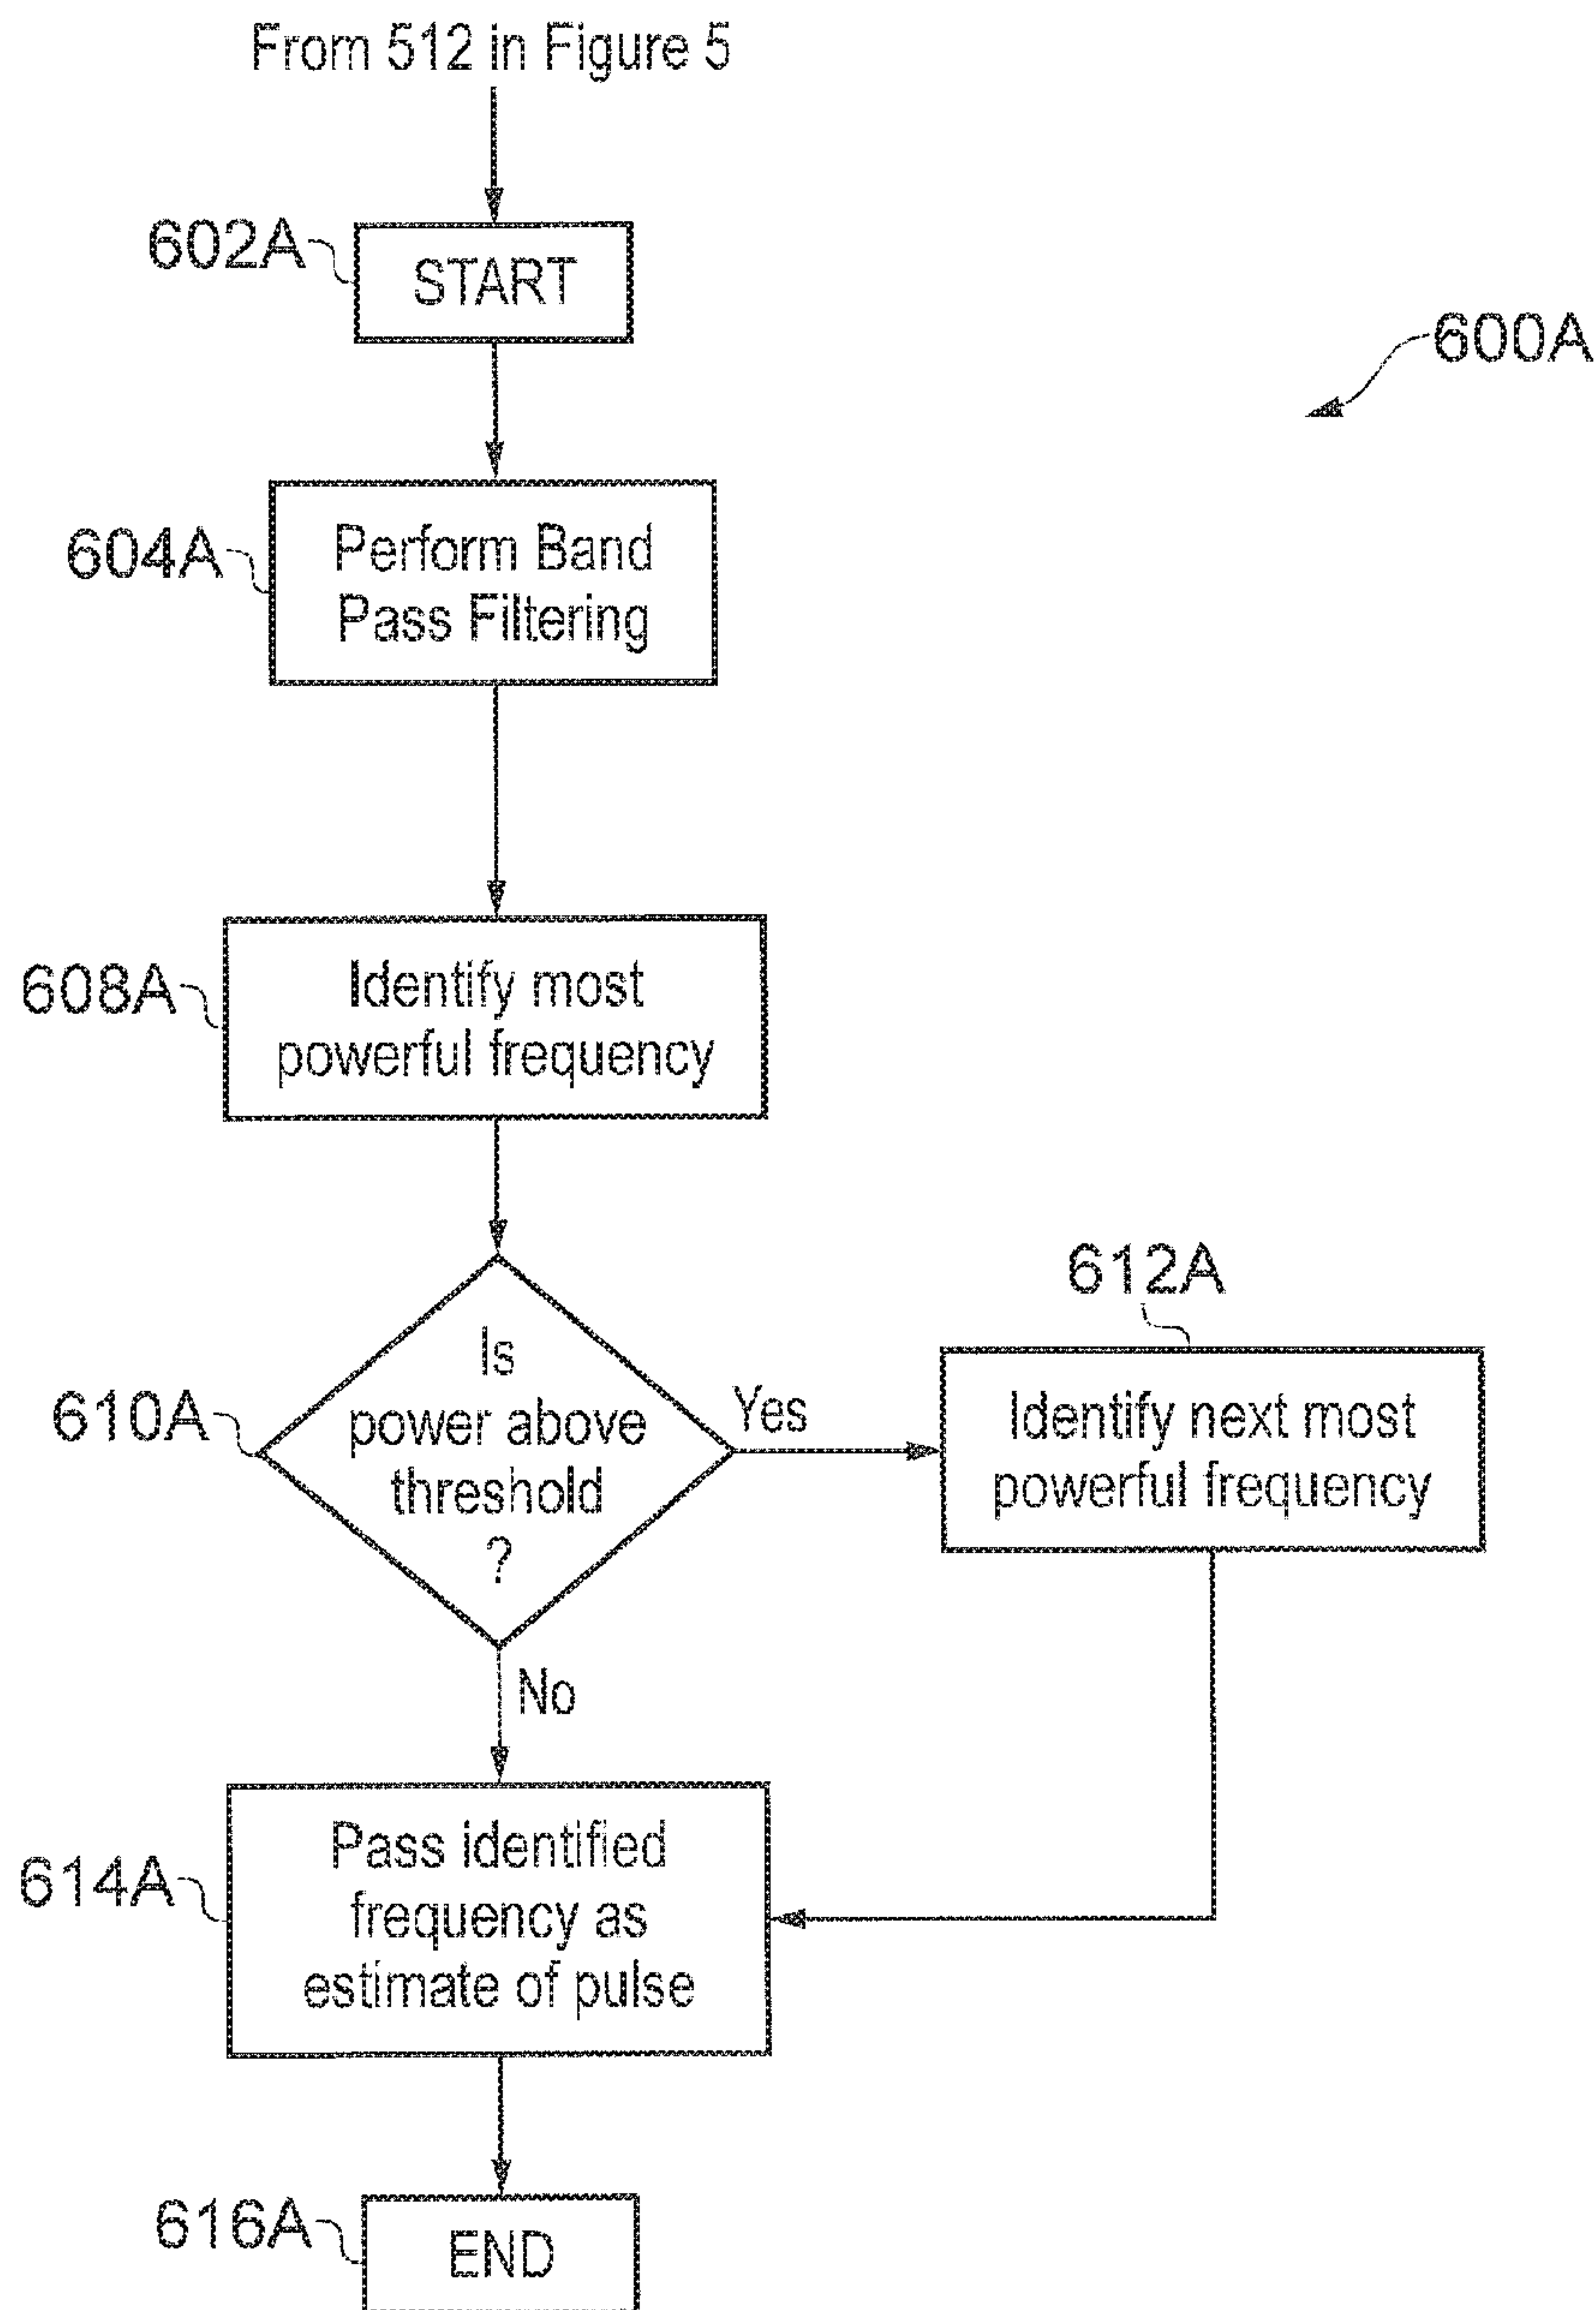 From 512 in Figure 5
602A
START
600A
604A
Perform Band
Pass Filtering
608A
Identify most
powerful frequency
610A
Is
power above
threshold
?
Yes
612A
Identify next most
powerful frequency
No
614A
Pass identified
frequency as
estimate of pulse
616A
END